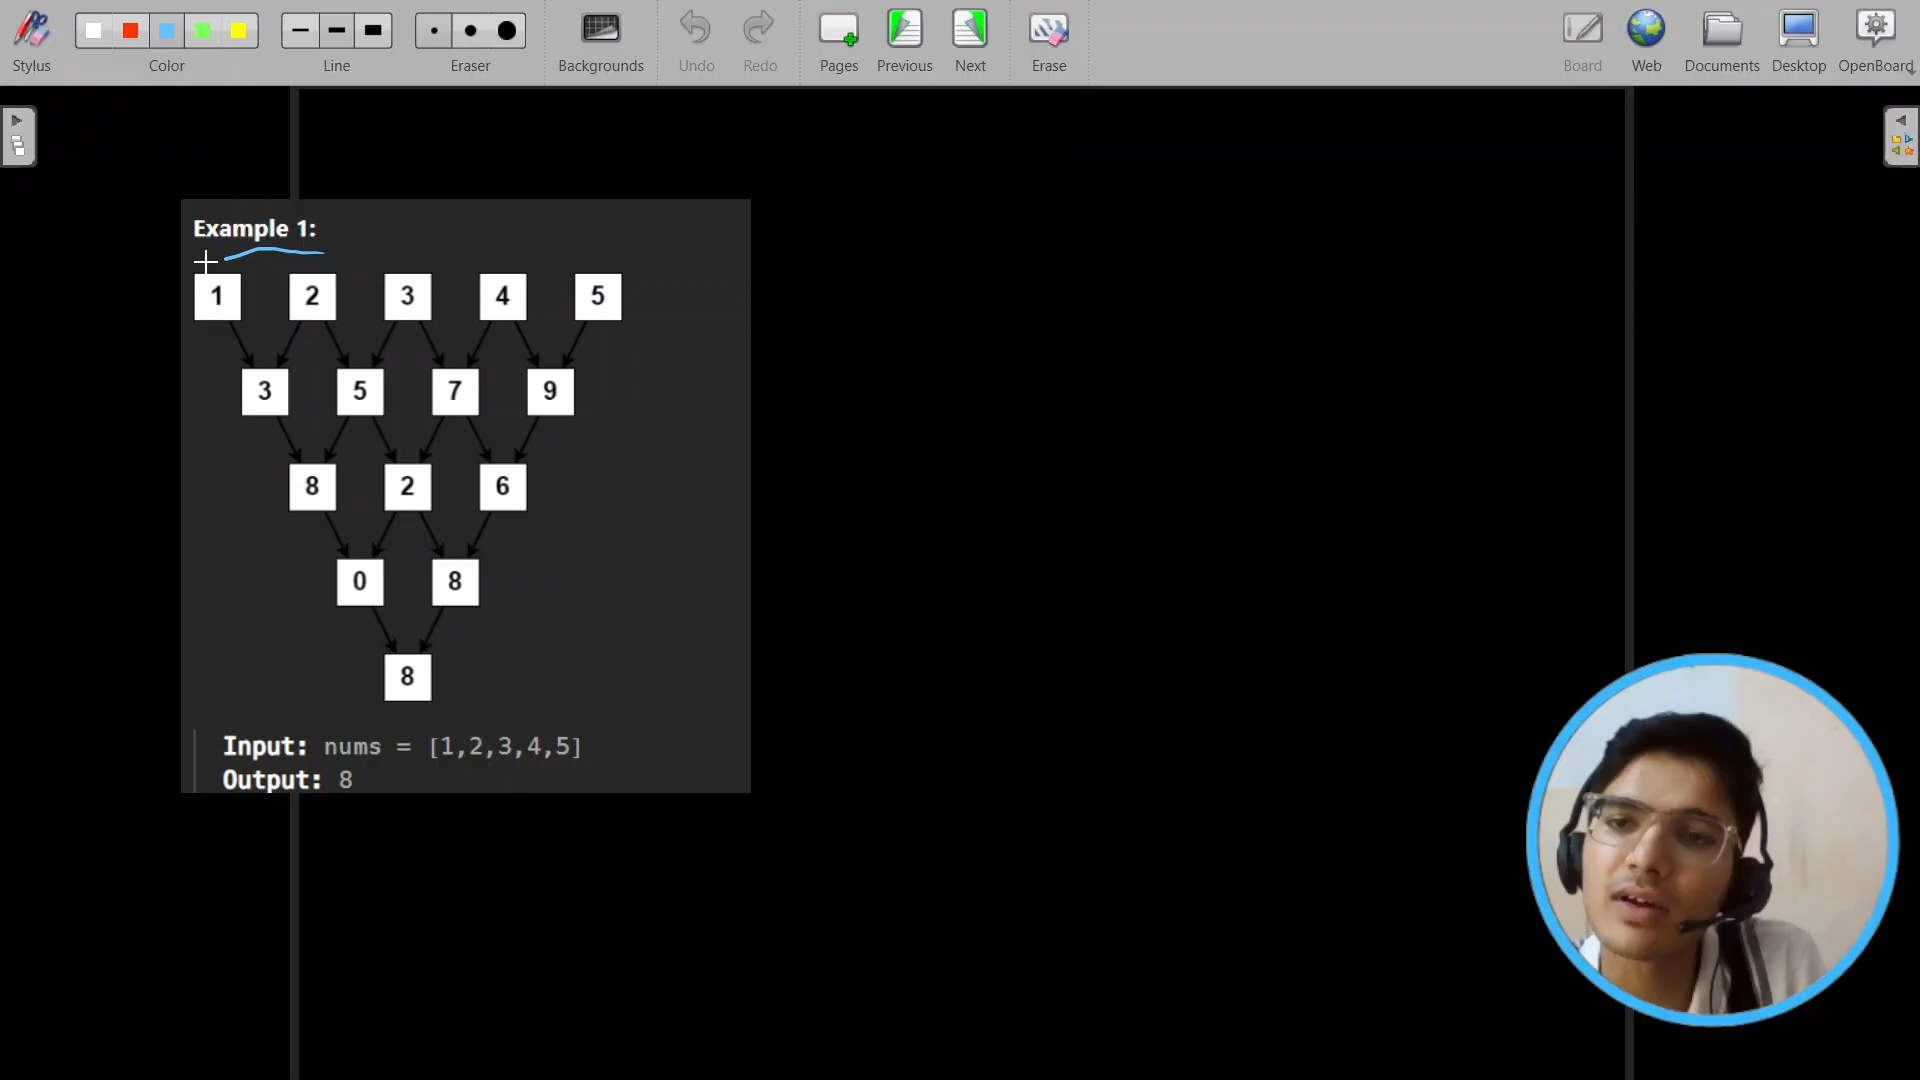 Stylus Color Line Eraser Backgrounds Undo Redo Pages Previous Next Erase Board Web Documents Desktop OpenBoard
Example 1:
1 2 3 4 5
3 5 7 9
8 2 6
0 8
8
Input: nums = [1,2,3,4,5]
Output: 8